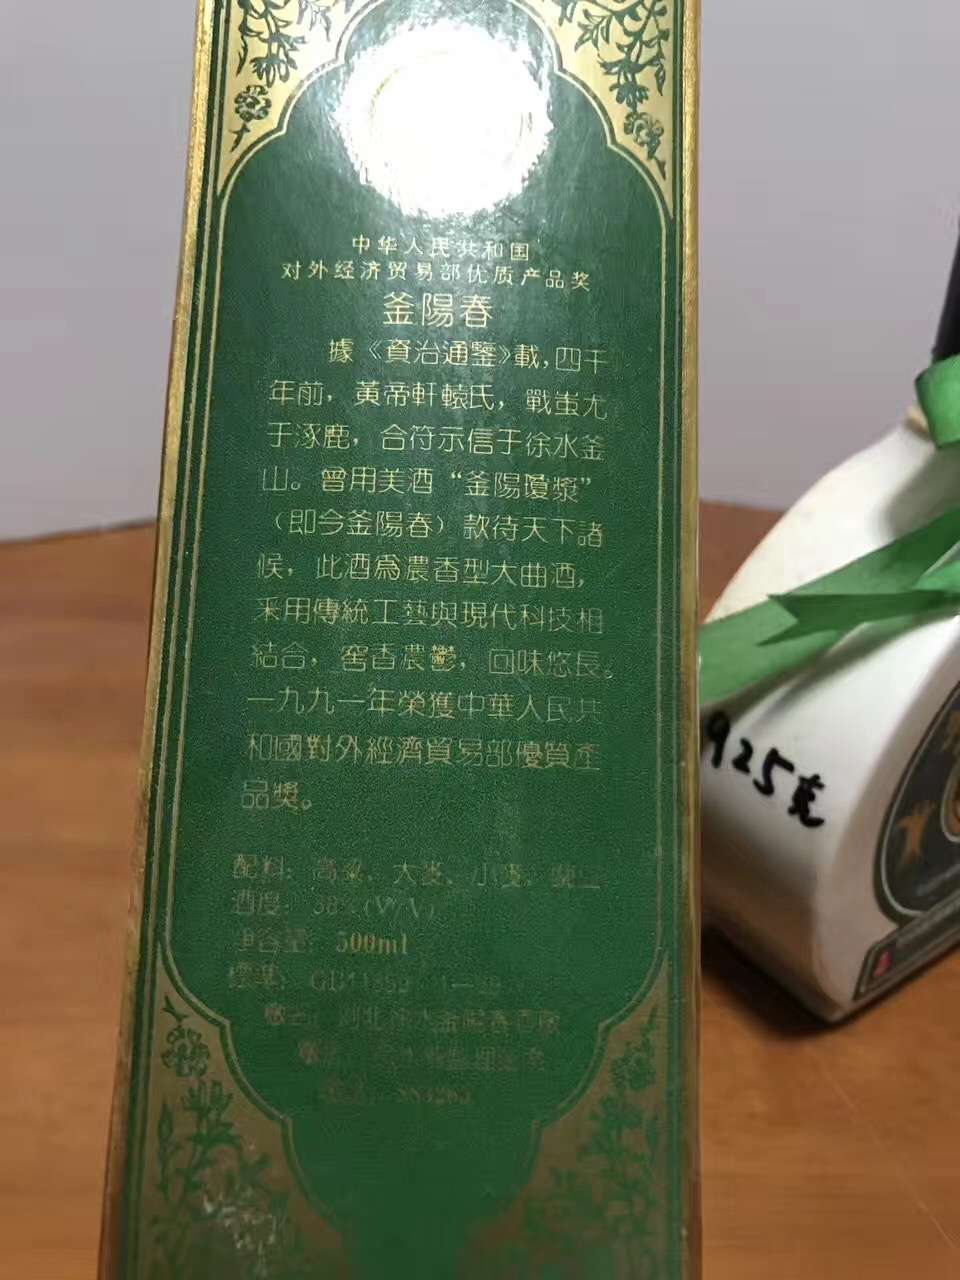 中华人民共和国
对外经济贸易部优质产品奖
釜陽春
據《資治通鑒》載,四千
年前，黃帝軒轅氏，戰蚩尤
于涿鹿，合符示信于徐水釜
山。曾用美酒“釜陽瓊漿”
（即今釜陽春）款待天下諸
候，此酒為濃香型大曲酒，
采用傳統工藝與現代科技相
結合，窖香濃鬱，回味悠長。
一九九一年榮獲中華人民共
和國對外經濟貿易部優質產
品獎。
配料：高粱、大麥、小麥、
酒度：38%(V/V)
净容量：500ml
標準：
925克